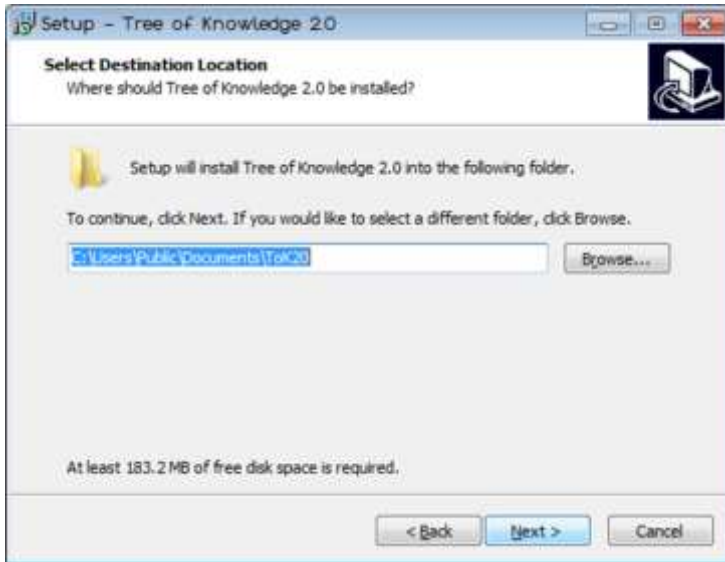 Setup - Tree of Knowledge 2.0
Select Destination Location
Where should Tree of Knowledge 2.0 be installed?
Setup will install Tree of Knowledge 2.0 into the following folder.
To continue, click Next. If you would like to select a different folder, click Browse.
C:\Users\Public\Documents\ToK20
Browse...
At least 183.2 MB of free disk space is required.
< Back Next > Cancel